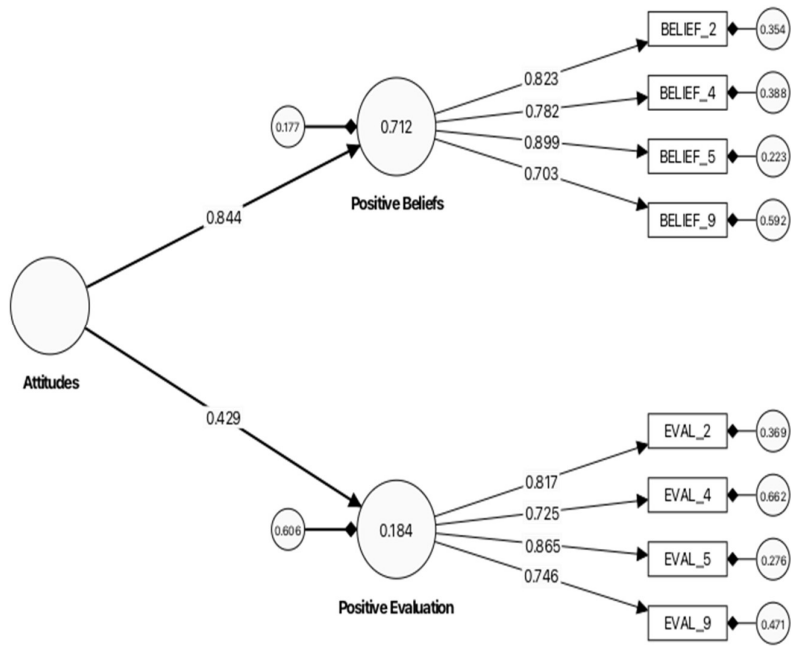 BELIEF_2
0.354
0.823
BELIEF_4
0.388
0.782
0.177
0.712
0.899
BELIEF_5
0.223
0.703
Positive Beliefs
BELIEF_9
0.592
0.844
Attitudes
0.429
EVAL_2
0.369
0.817
EVAL_4
0.662
0.725
0.606
0.184
0.865
EVAL_5
0.276
0.746
Positive Evaluation
EVAL_9
0.471